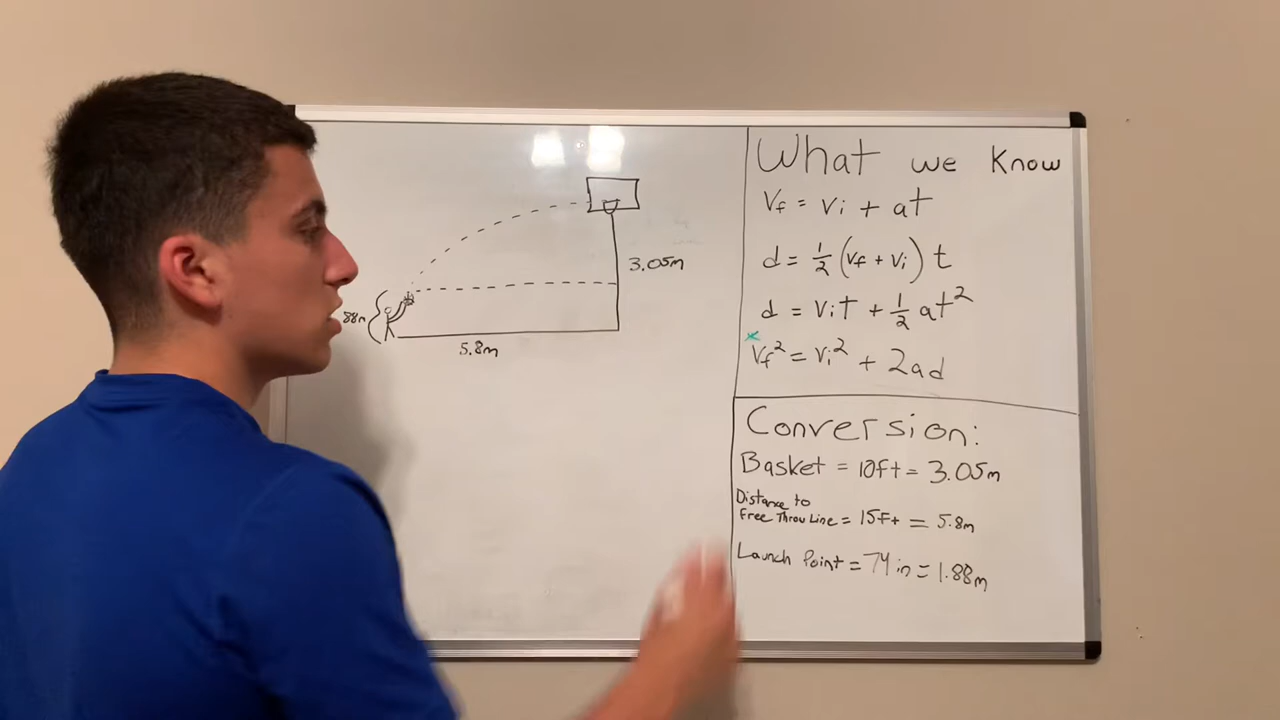 3.05m
88m
5.8m
What we Know
Vf = Vi + at
d = 1/2 (Vf + Vi) t
d = Vit + 1/2 at²
* Vf² = Vi² + 2ad
Conversion:
Basket = 10ft = 3.05m
Distance to
Free Throw Line = 15Ft = 5.8m
Launch Point = 74in = 1.88m